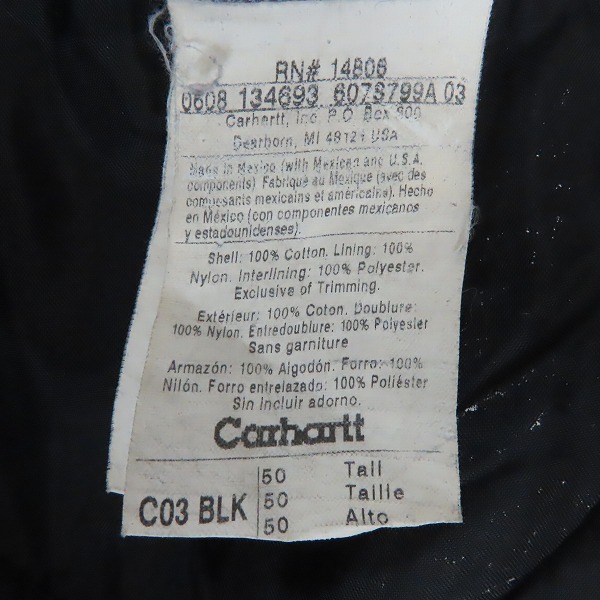 RN# 14806
0608 134693 6078799A 03
Carhartt, Inc. P.O. Box 600
Dearborn, MI 48121 USA
Made in Mexico (with Mexican and U.S.A.
components) Fabriqué au Mexique (avec des
composants mexicains et américains). Hecho
en México (con componentes mexicanos
y estadounidenses).
Shell: 100% Cotton. Lining: 100%
Nylon. Interlining: 100% Polyester.
Exclusive of Trimming.
Extérieur: 100% Coton. Doublure:
100% Nylon. Entredoublure: 100% Polyester
Sans garniture
Armazón: 100% Algodón. Forro: 100%
Nilón. Forro entrelazado: 100% Poliéster
Sin incluir adorno.
Carhartt
50 Tall
C03 BLK 50 Taille
50 Alto